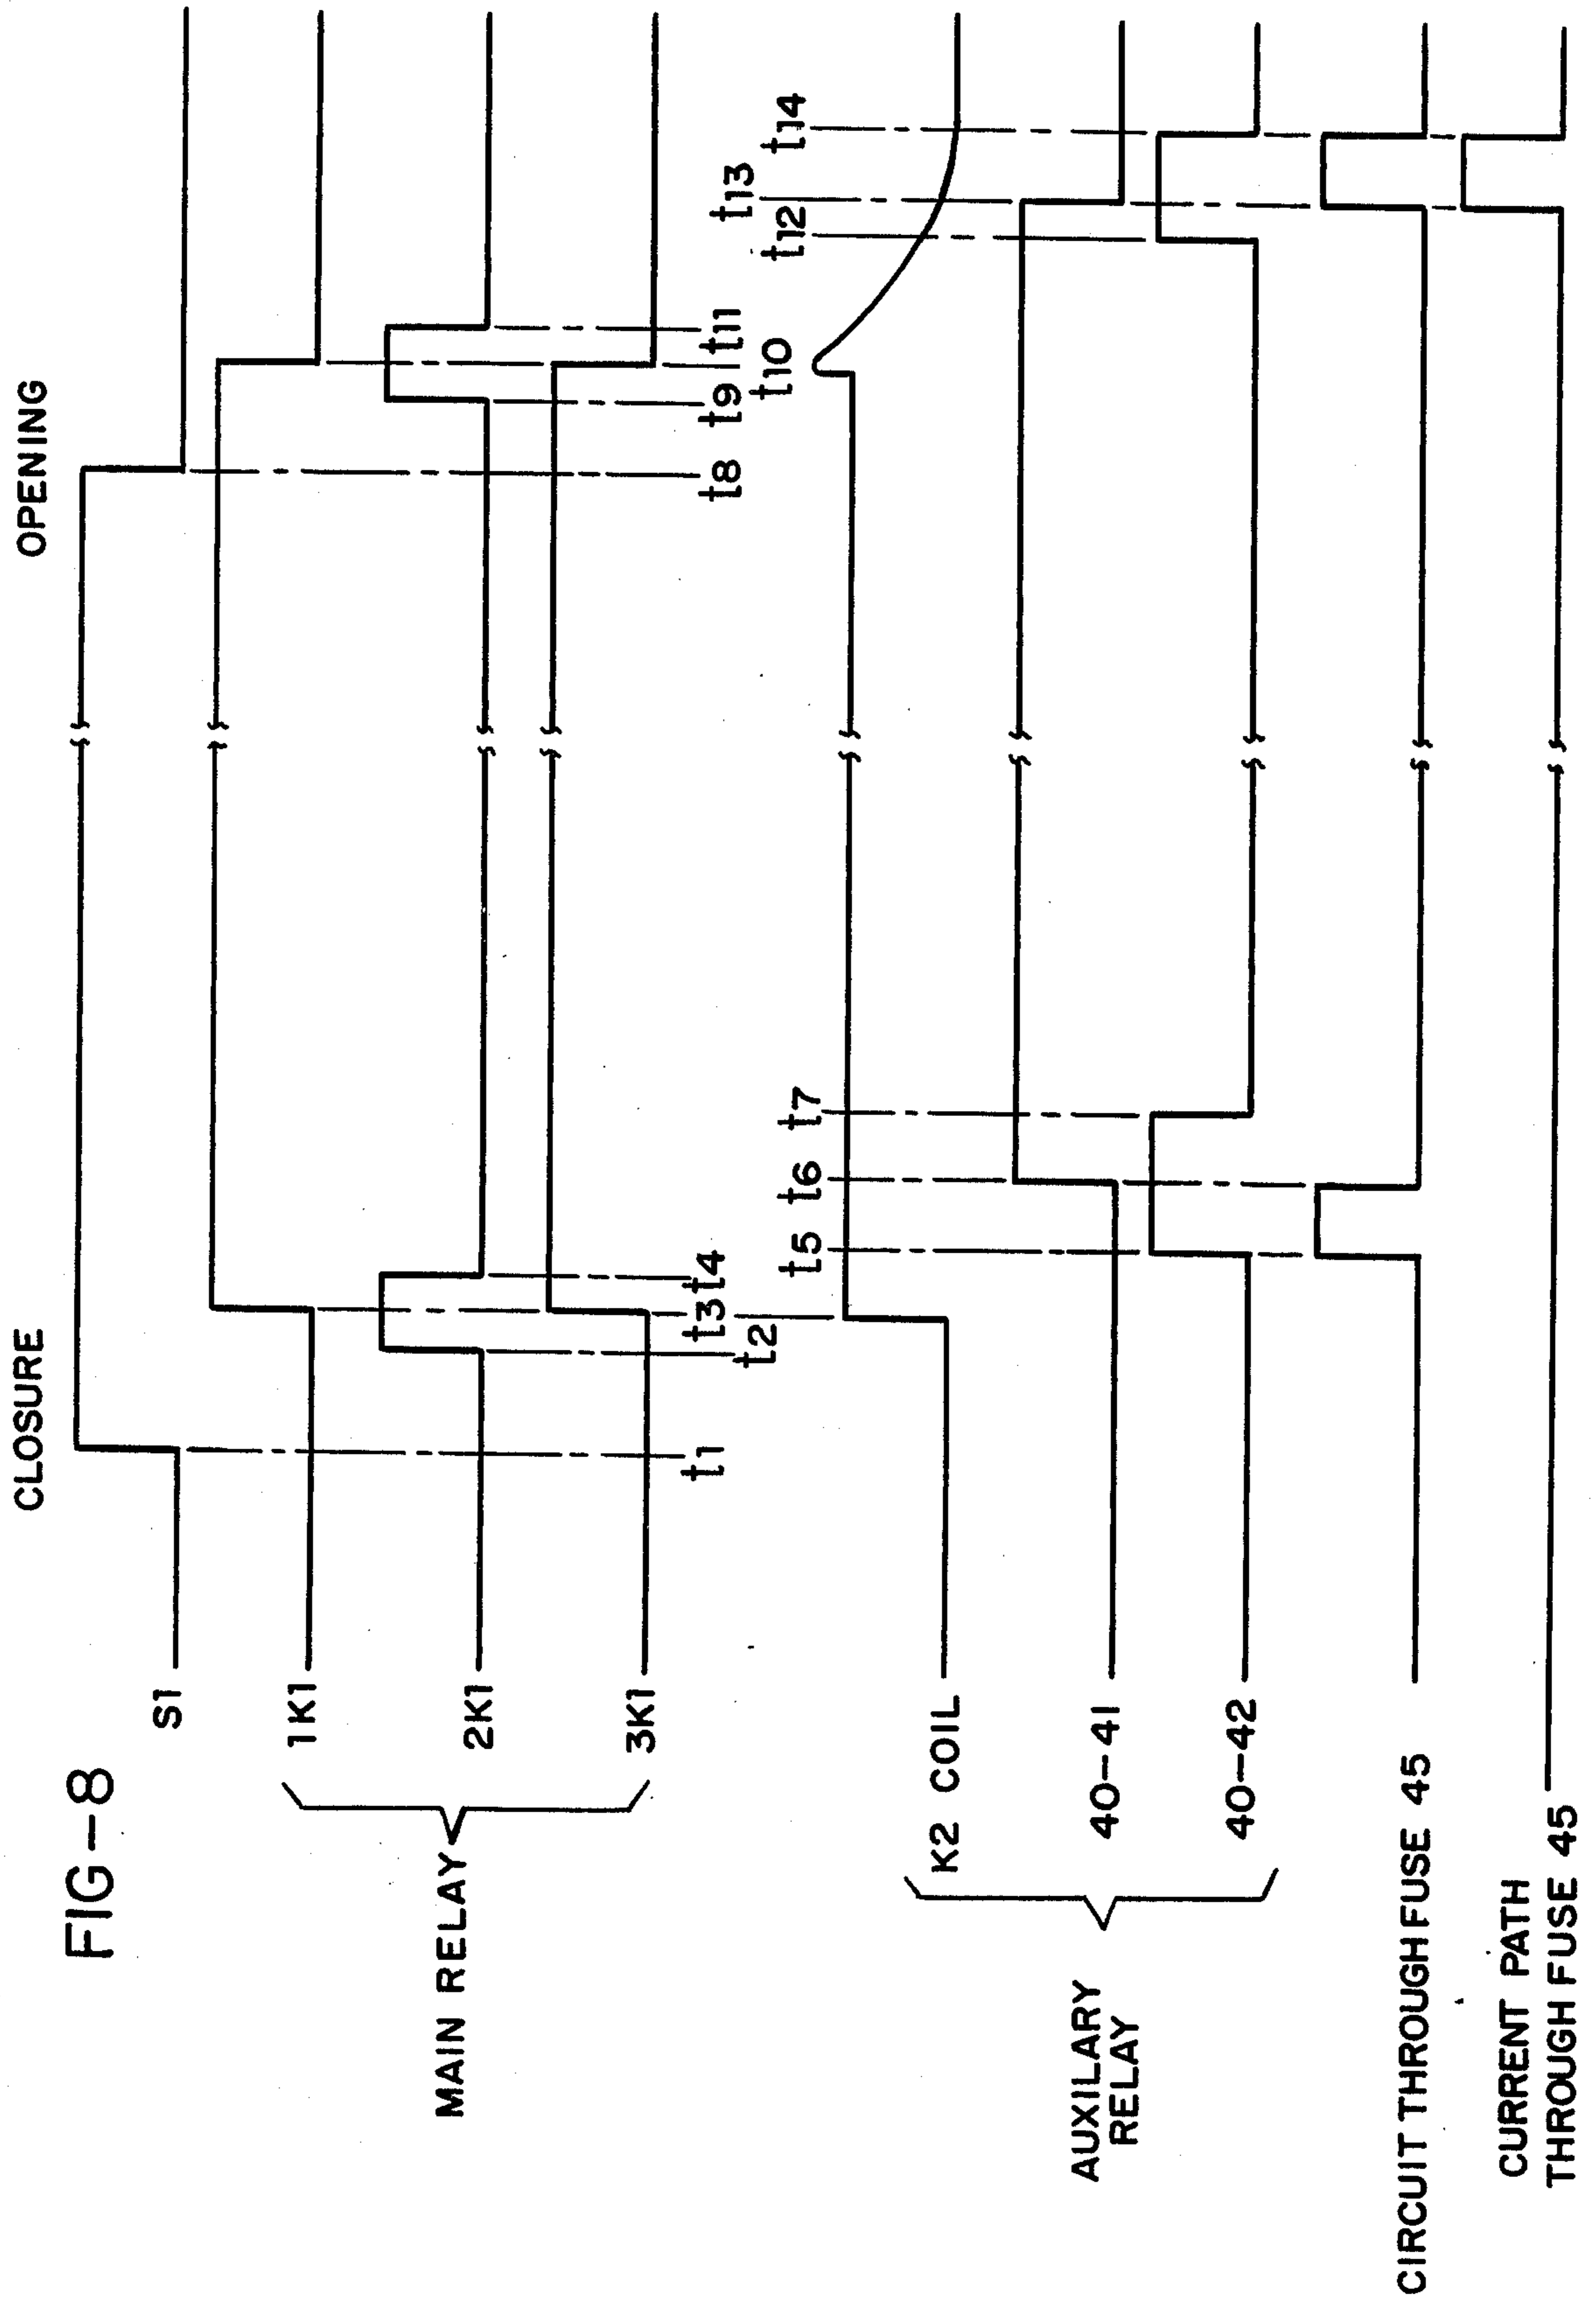 FIG-8
CLOSURE
OPENING
S1
MAIN RELAY
1K1
2K1
3K1
t1
t2
t3
t4
t8
t9
t10
t11
AUXILARY
RELAY
K2 COIL
40-41
40-42
t5
t6
t7
t12
t13
t14
CIRCUIT THROUGH FUSE 45
CURRENT PATH
THROUGH FUSE 45